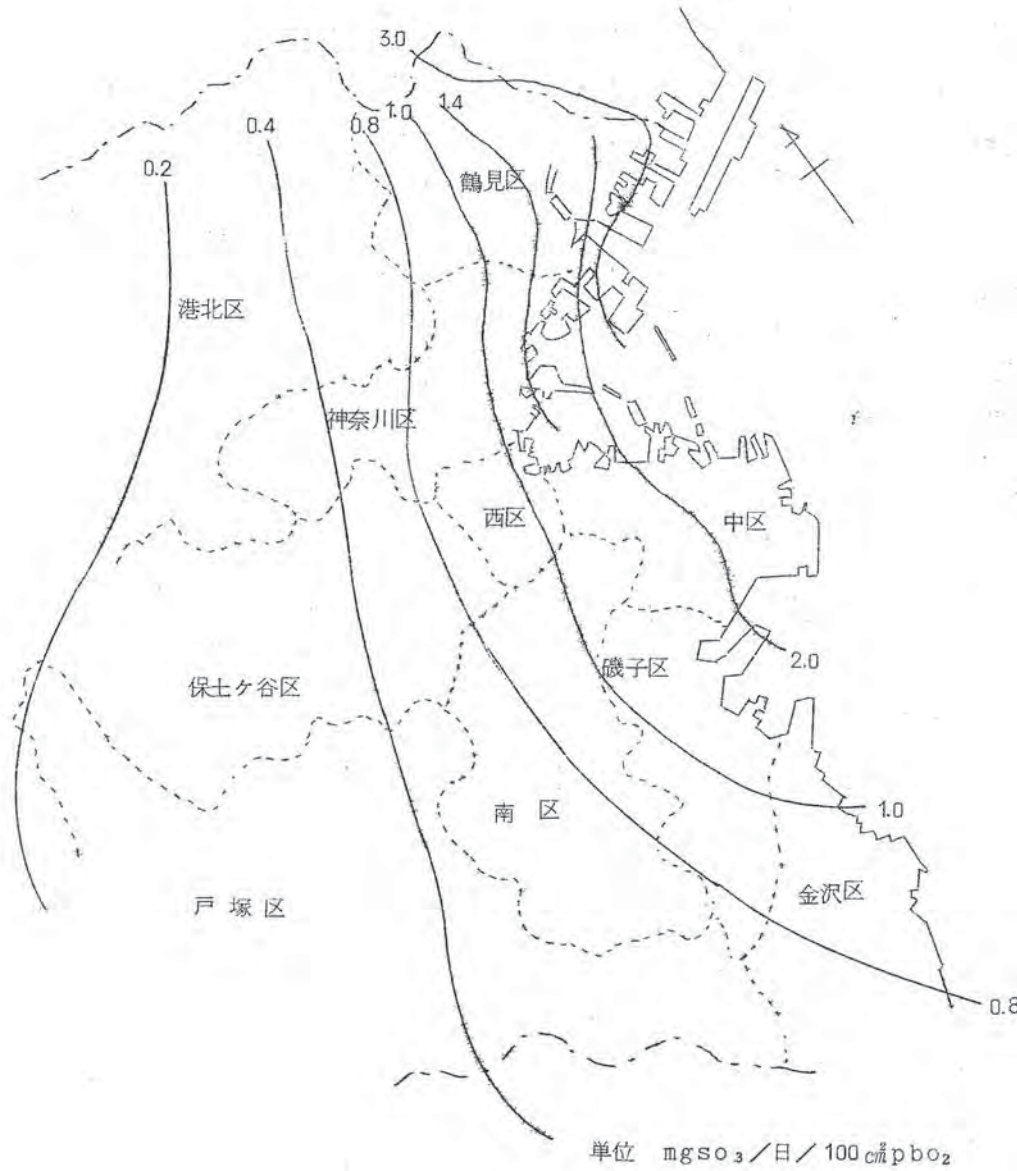 3.0
1.4
1.0
0.8
0.4
0.2
鶴見区
港北区
神奈川区
西区
中区
2.0
磯子区
保土ケ谷区
1.0
南 区
金沢区
戸 塚 区
0.8
単位 mgso₃/日/100c㎡pbo₂